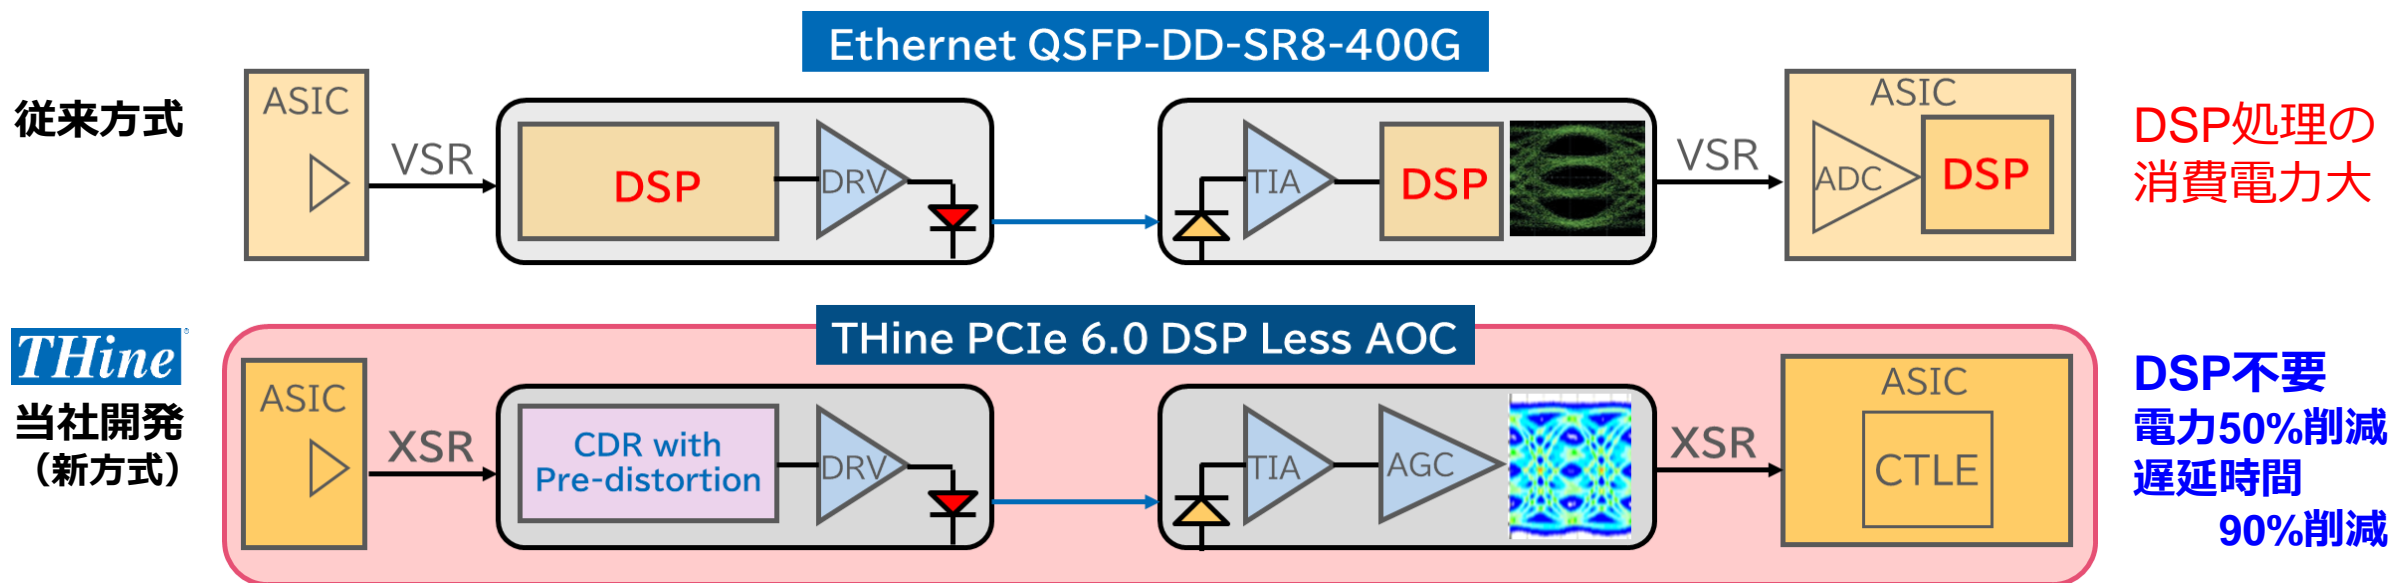 Ethernet QSFP-DD-SR8-400G
従来方式
ASIC
VSR
DSP
DRV
TIA
DSP
VSR
ASIC
ADC
DSP
DSP処理の
消費電力大
THine PCIe 6.0 DSP Less AOC
THine®
当社開発
（新方式）
ASIC
XSR
CDR with
Pre-distortion
DRV
TIA
AGC
XSR
ASIC
CTLE
DSP不要
電力50%削減
遅延時間
90%削減